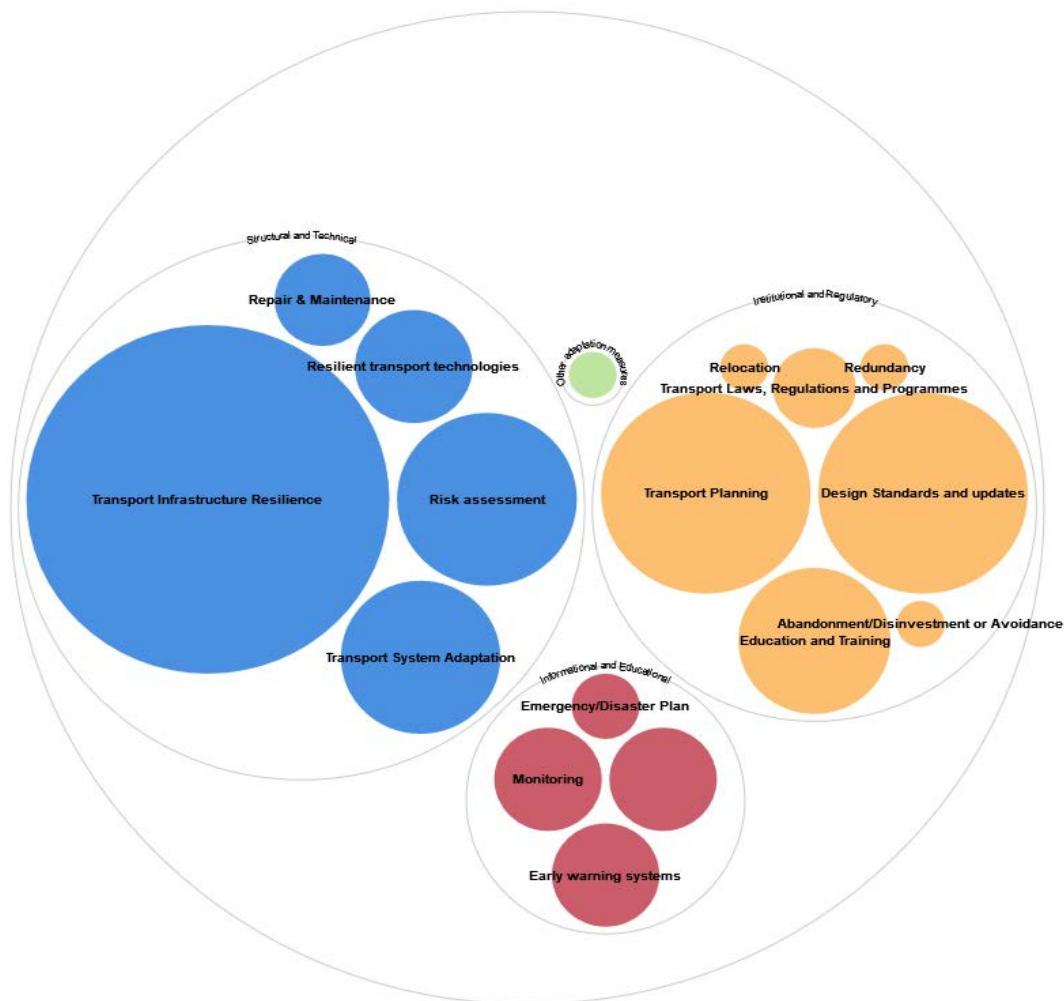 Structural and Technical
Repair & Maintenance
Resilient transport technologies
Transport Infrastructure Resilience
Risk assessment
Transport System Adaptation
Other adaptation measures
Institutional and Regulatory
Relocation
Redundancy
Transport Laws, Regulations and Programmes
Transport Planning
Design Standards and updates
Abandonment/Disinvestment or Avoidance
Education and Training
Informational and Educational
Emergency/Disaster Plan
Monitoring
Early warning systems